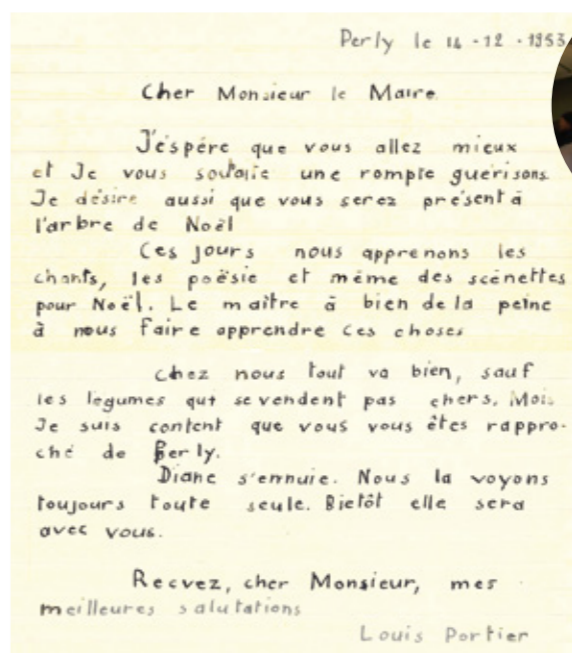 Perly le 14 - 12 - 1953
Cher Monsieur le Maire
J'éspére que vous allez mieux
et Je vous souhaite une rompte guérisons
Je désire aussi que vous serez présent à
l'arbre de Noël
Ces Jours nous apprenons les
chants, les poësie et même des scénettes
pour Noël. Le maître à bien de la peine
à nous faire apprendre ces choses
chez nous tout va bien, sauf
les légumes qui se vendent pas chers. Mais
Je suis content que vous vous êtes rappro-
ché de Perly.
Diane s'ennuie. Nous la voyons
toujours toute seule. Bietôt elle sera
avec vous.
Recvez, cher Monsieur, mes
meilleures salutations
Louis Portier